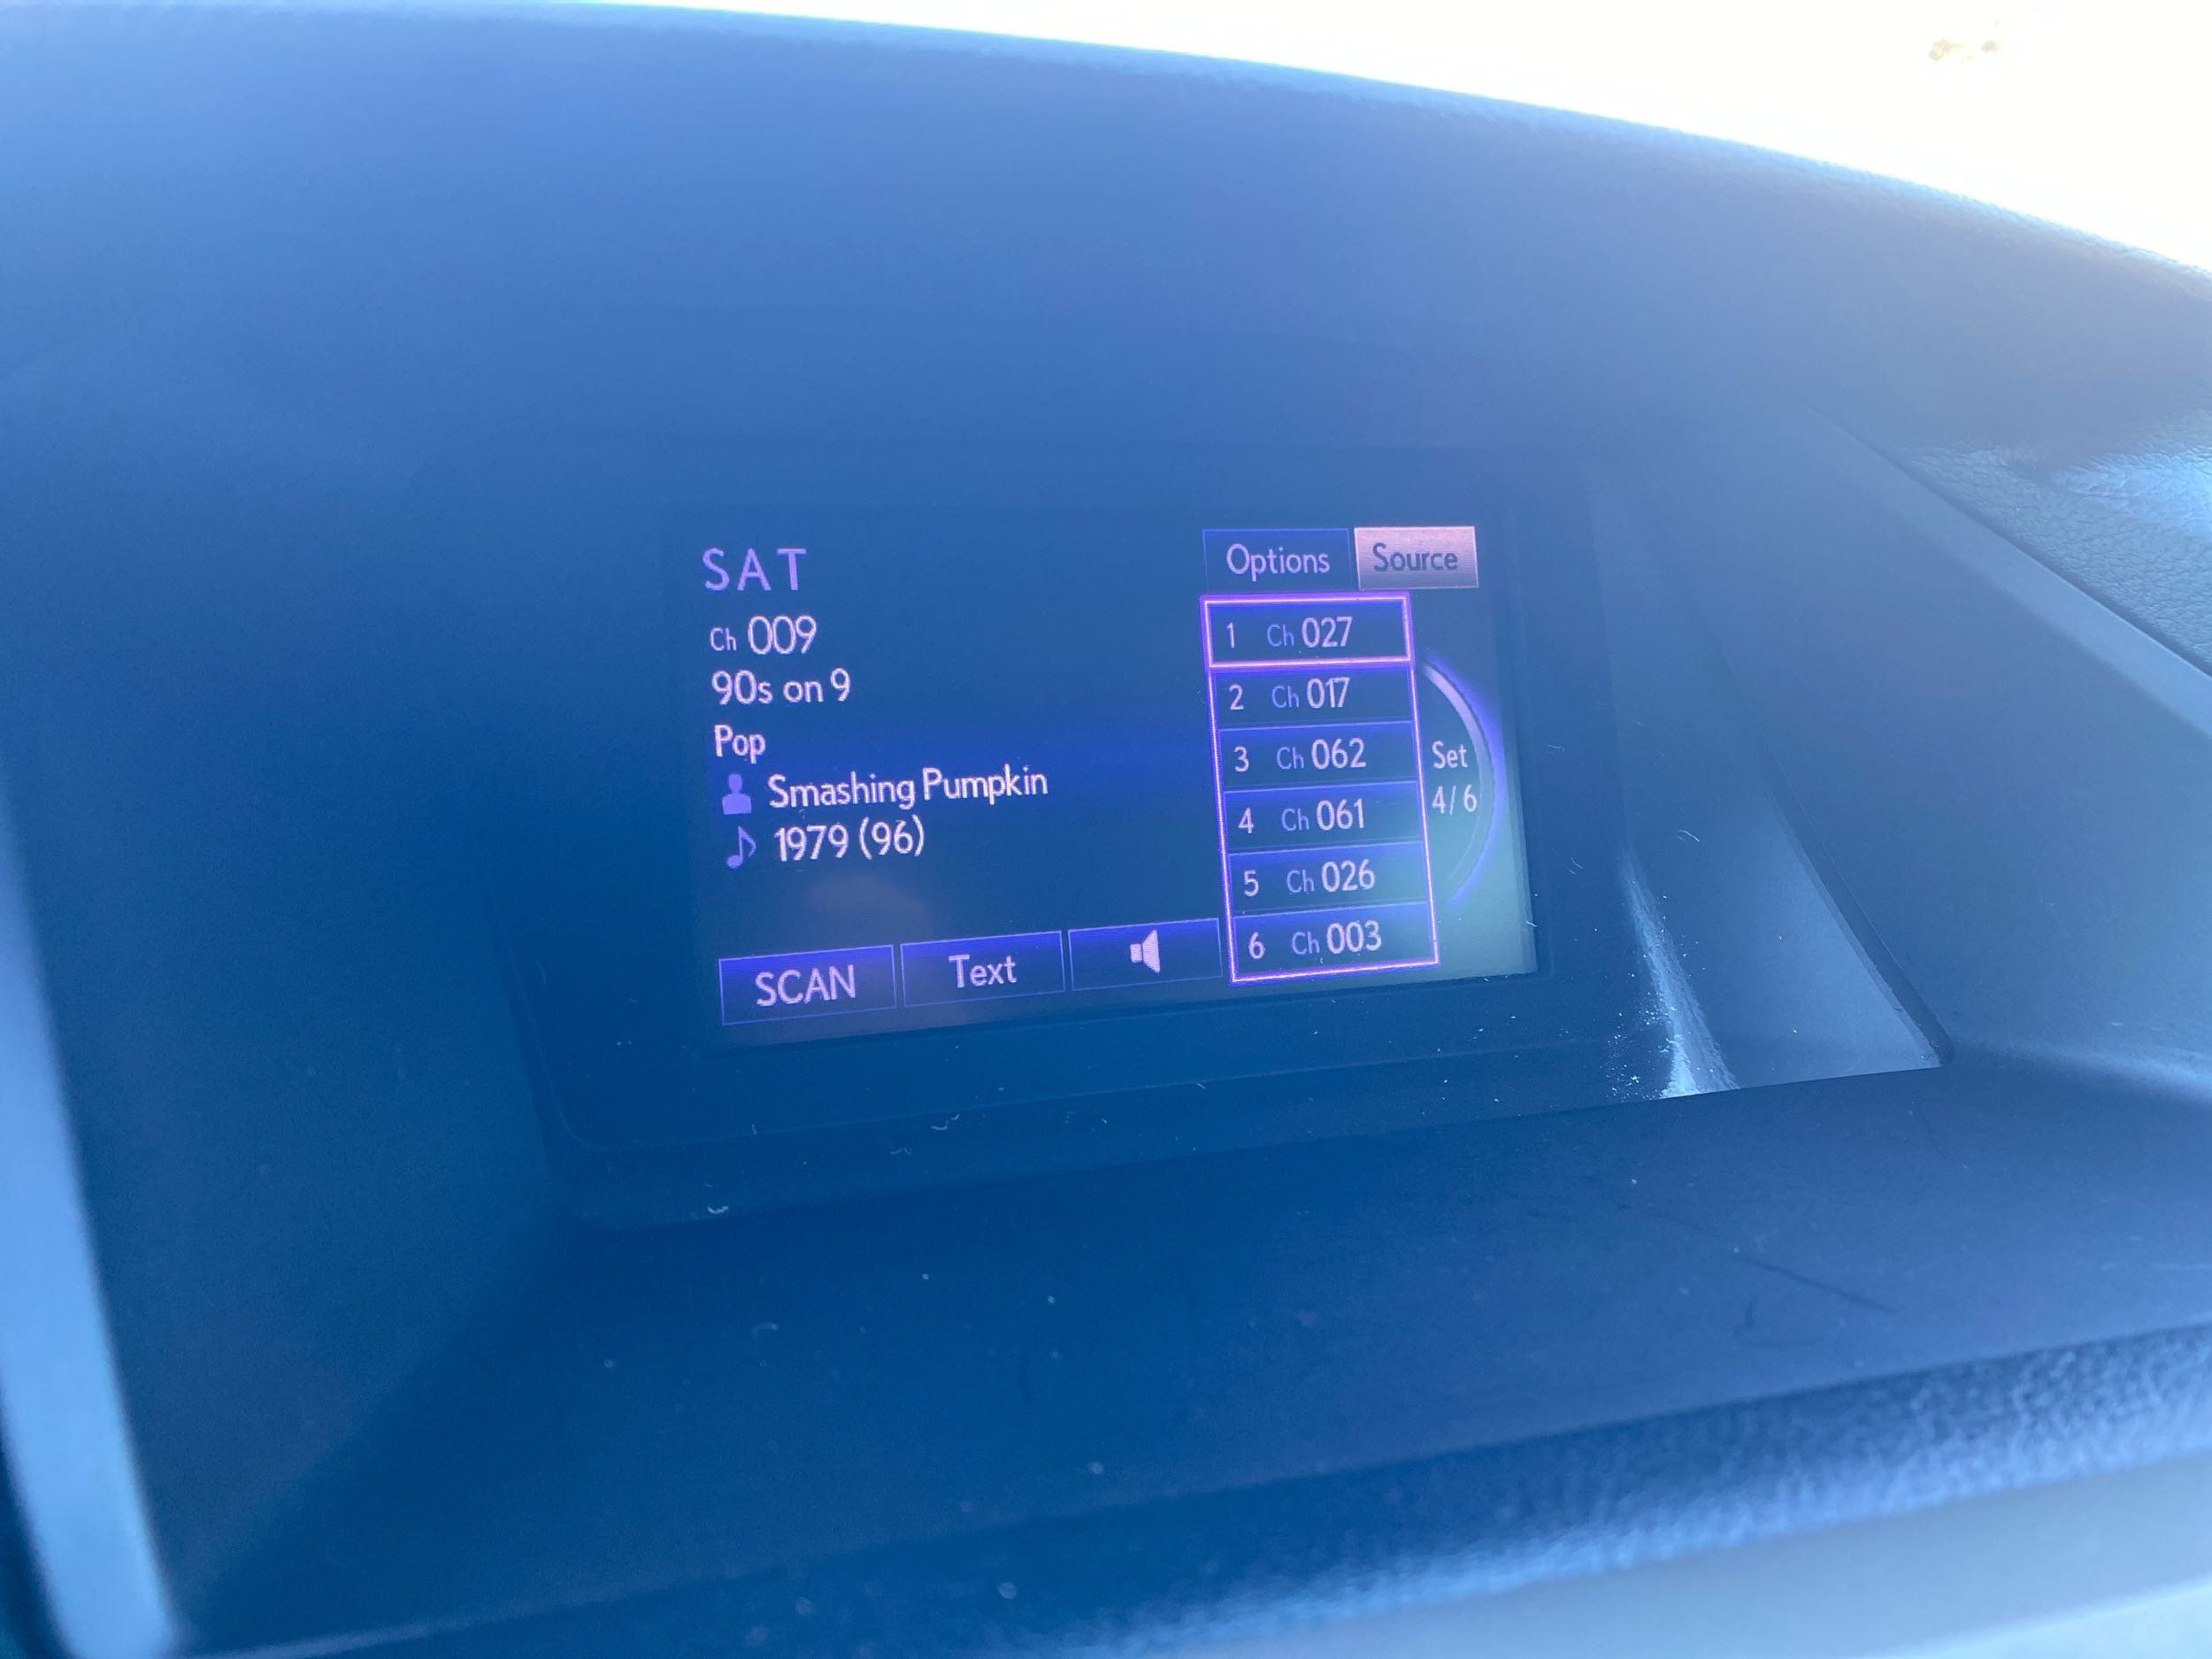 SAT
Ch 009
90s on 9
Pop
Smashing Pumpkin
1979 (96)
SCAN
Text
Options
Source
1 Ch 027
2 Ch 017
3 Ch 062
4 Ch 061
5 Ch 026
6 Ch 003
Set
4/6